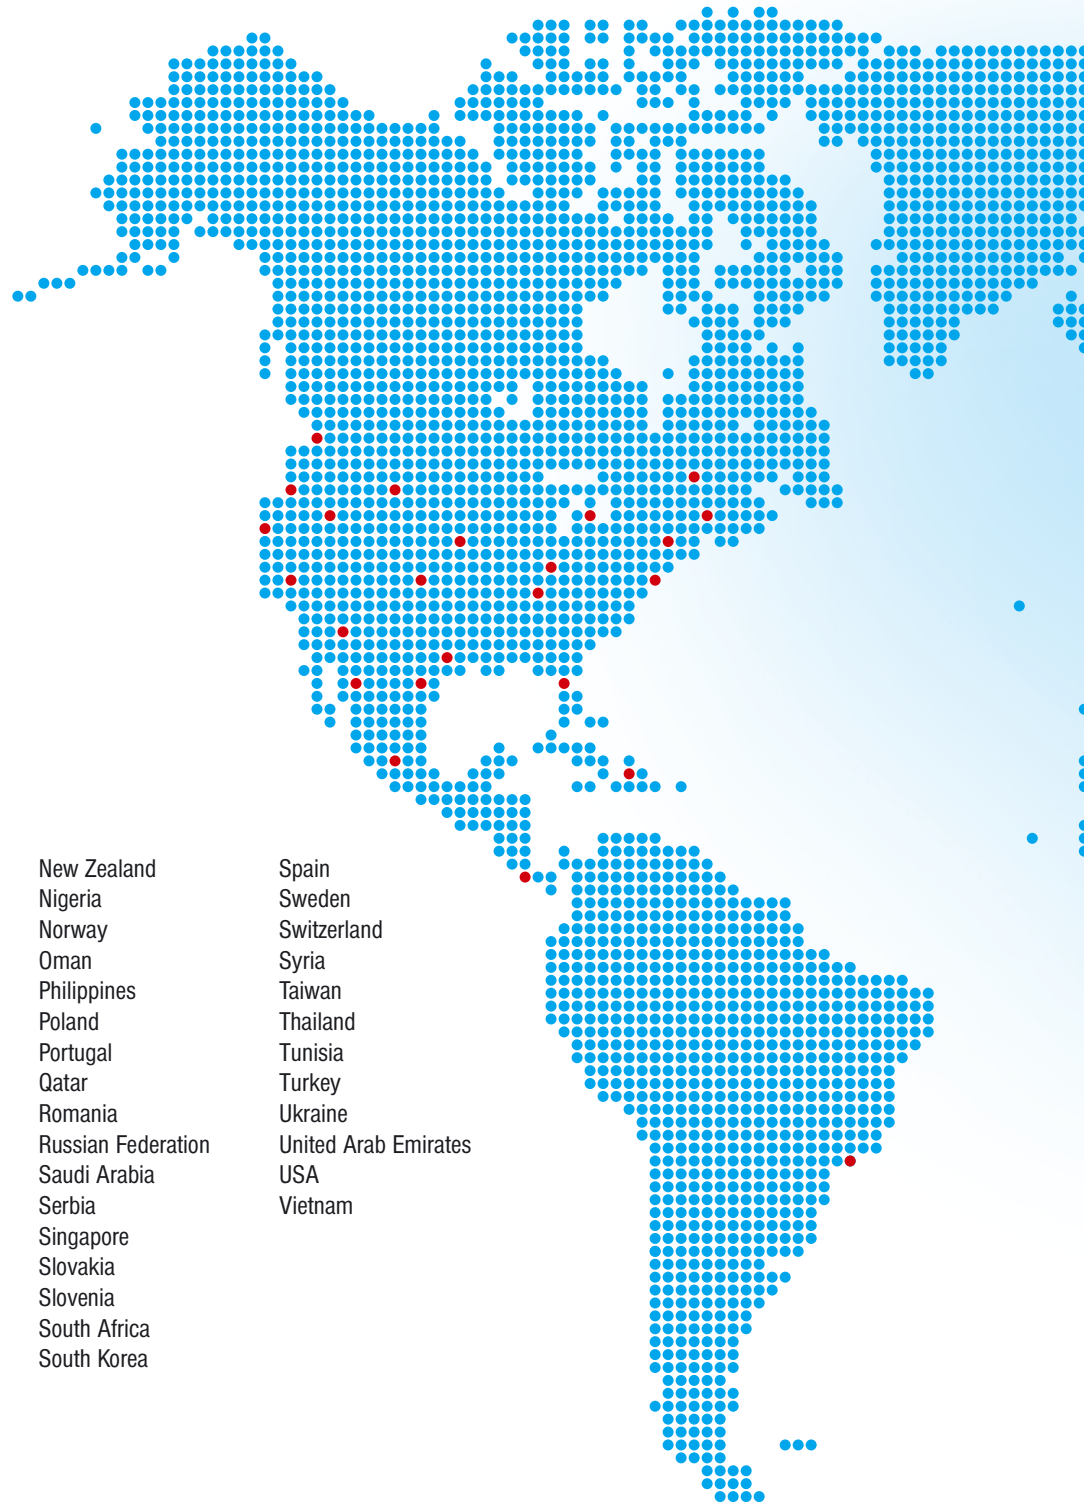 New Zealand
Nigeria
Norway
Oman
Philippines
Poland
Portugal
Qatar
Romania
Russian Federation
Saudi Arabia
Serbia
Singapore
Slovakia
Slovenia
South Africa
South Korea
Spain
Sweden
Switzerland
Syria
Taiwan
Thailand
Tunisia
Turkey
Ukraine
United Arab Emirates
USA
Vietnam